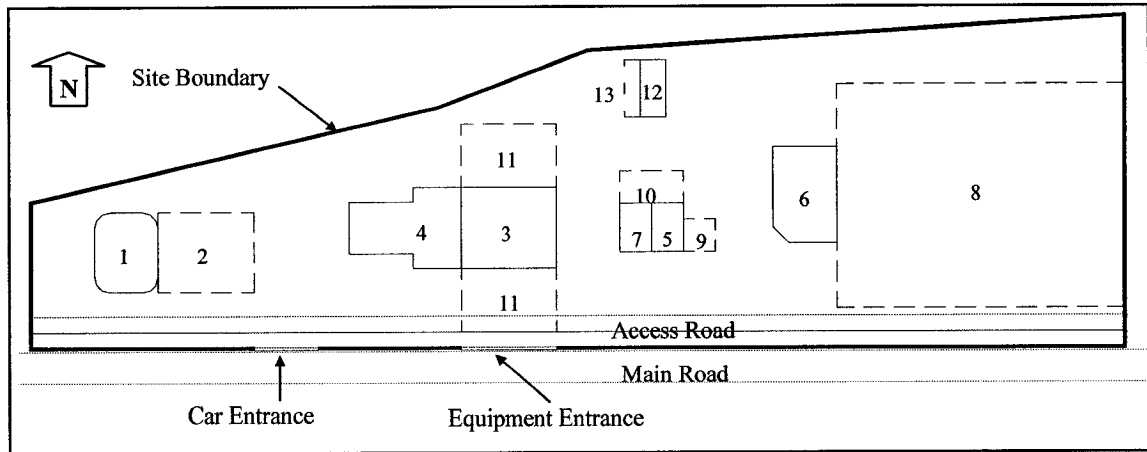 N
Site Boundary
13
12
11
10
8
6
4
3
7
5
9
1
2
11
Access Road
Main Road
Car Entrance
Equipment Entrance